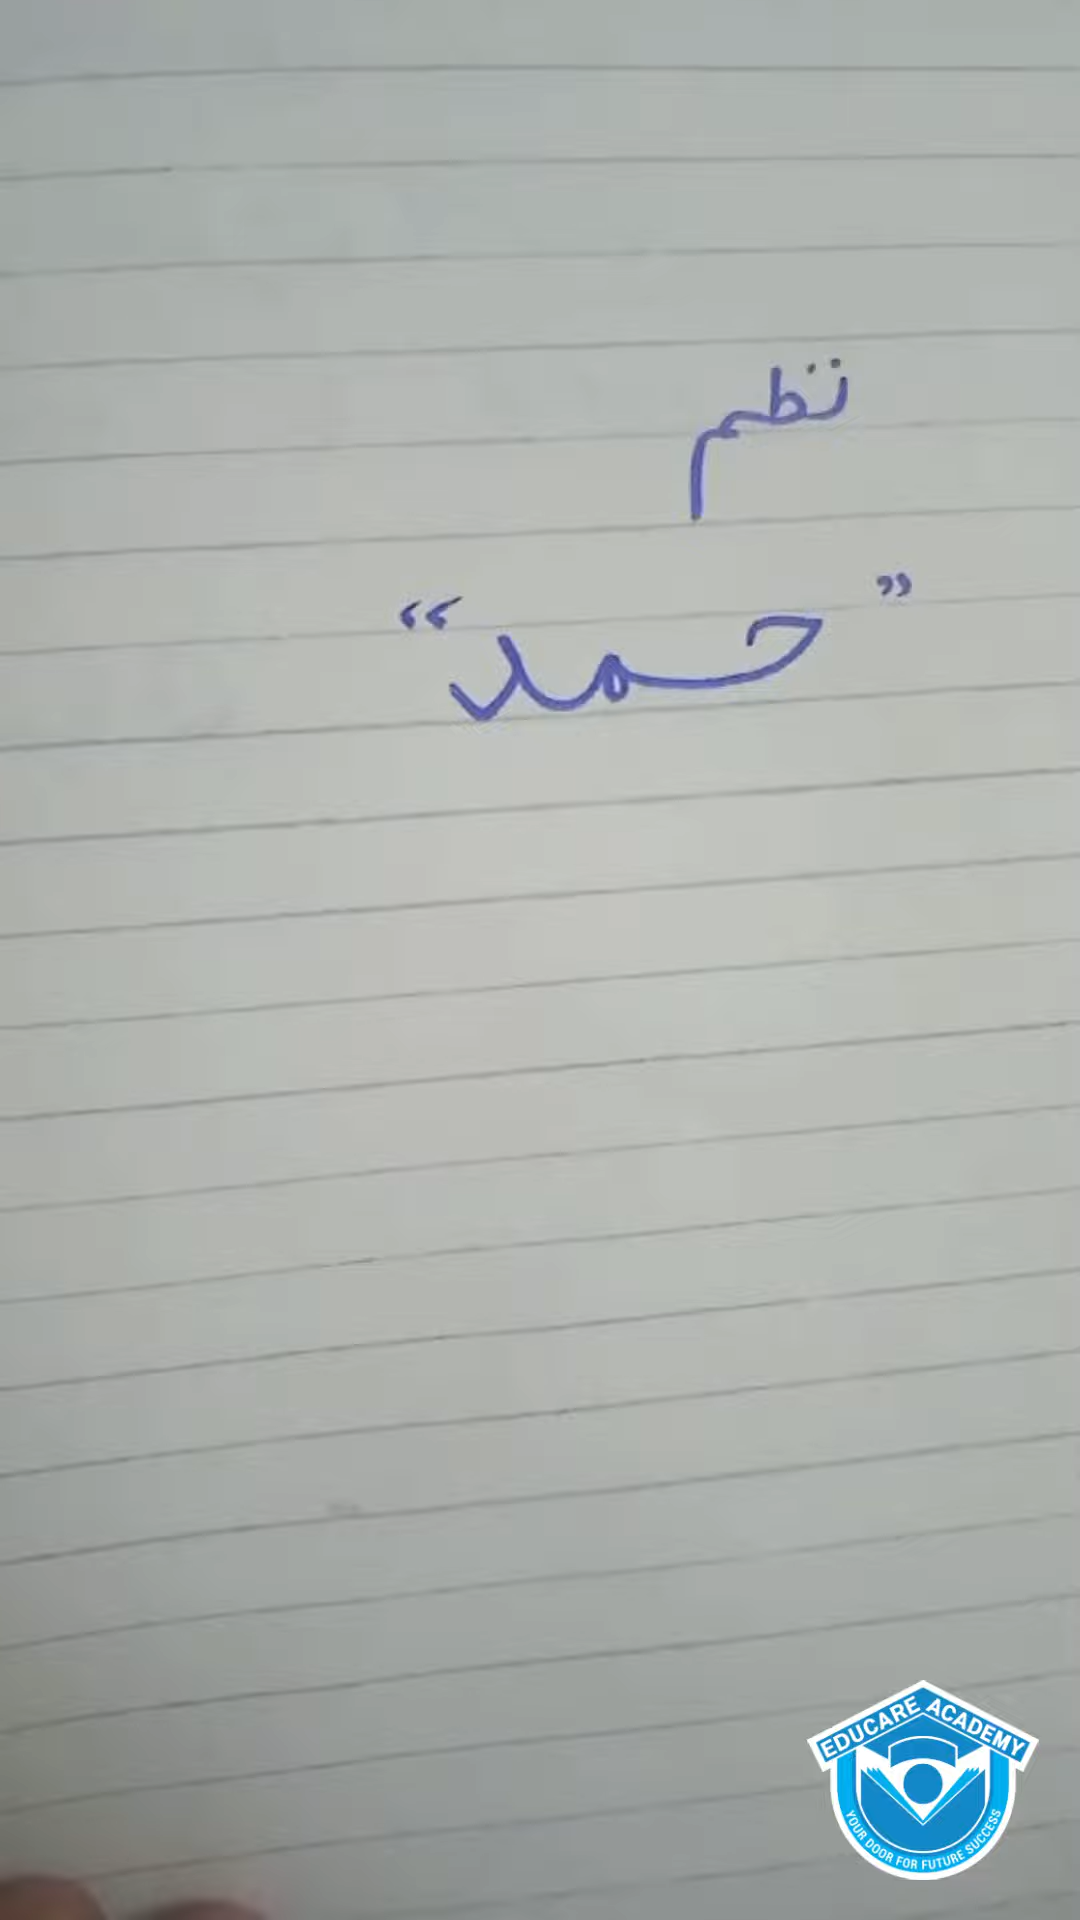 نظم
”حمد“
EDUCARE ACADEMY
YOUR DOOR FOR FUTURE SUCCESS